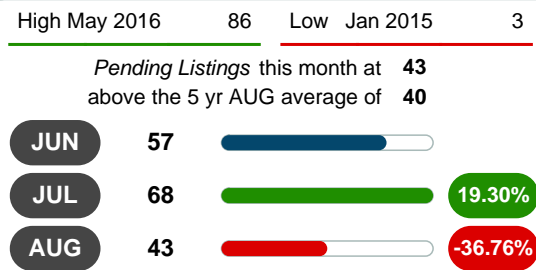 High May 2016 86 Low Jan 2015 3
Pending Listings this month at 43
above the 5 yr AUG average of 40
JUN 57
JUL 68 19.30%
AUG 43 -36.76%